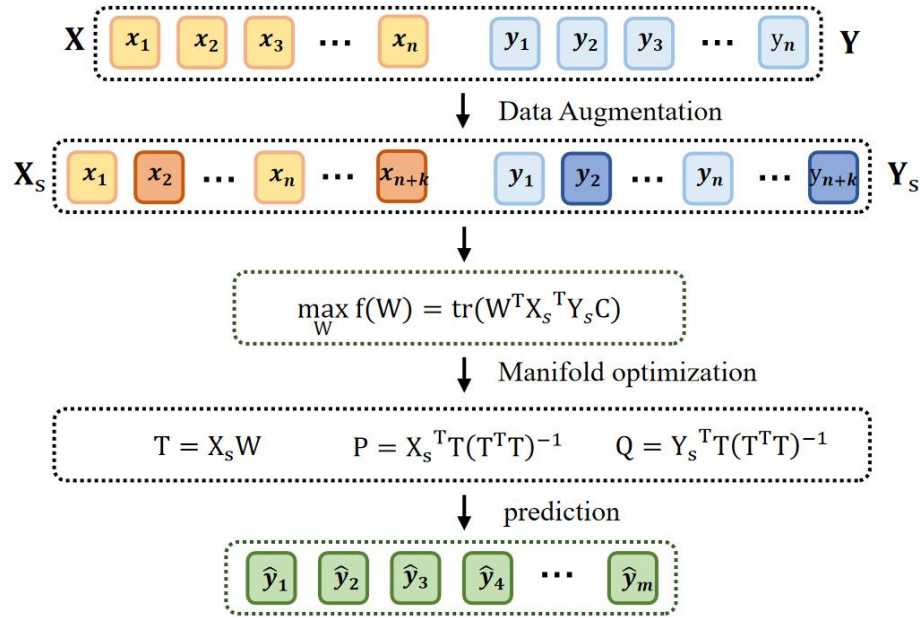 X x₁ x₂ x₃ ... xₙ y₁ y₂ y₃ ... yₙ Y
Data Augmentation
Xₛ x₁ x₂ ... xₙ ... xₙ₊ₖ y₁ y₂ ... yₙ ... yₙ₊ₖ Yₛ
max f(W) = tr(WᵀXₛᵀYₛC)
W
Manifold optimization
T = XₛW P = XₛᵀT(TᵀT)⁻¹ Q = YₛᵀT(TᵀT)⁻¹
prediction
ŷ₁ ŷ₂ ŷ₃ ŷ₄ ... ŷₘ